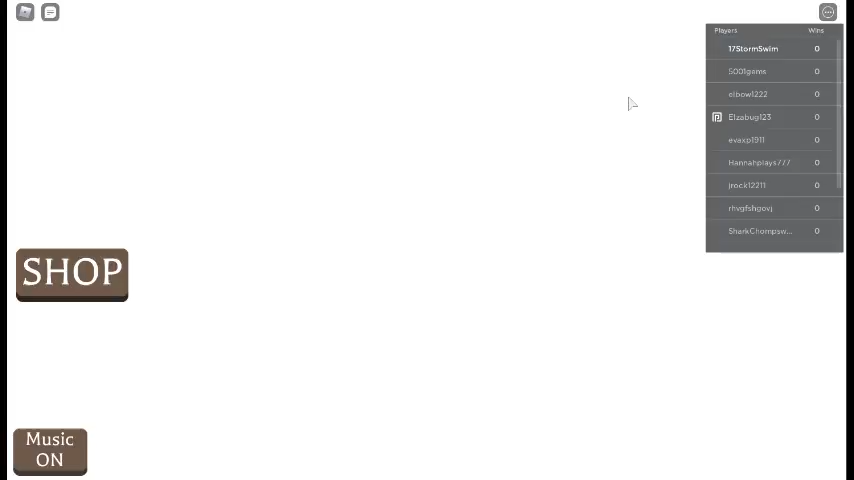 Players Wins
17StormSwim 0
S001gams 0
elbow1222 0
Elzabug123 0
evaxp1911 0
Hannahplays777 0
jrock12211 0
rhvgfshgovj 0
SharkChompsw... 0
SHOP
Music
ON